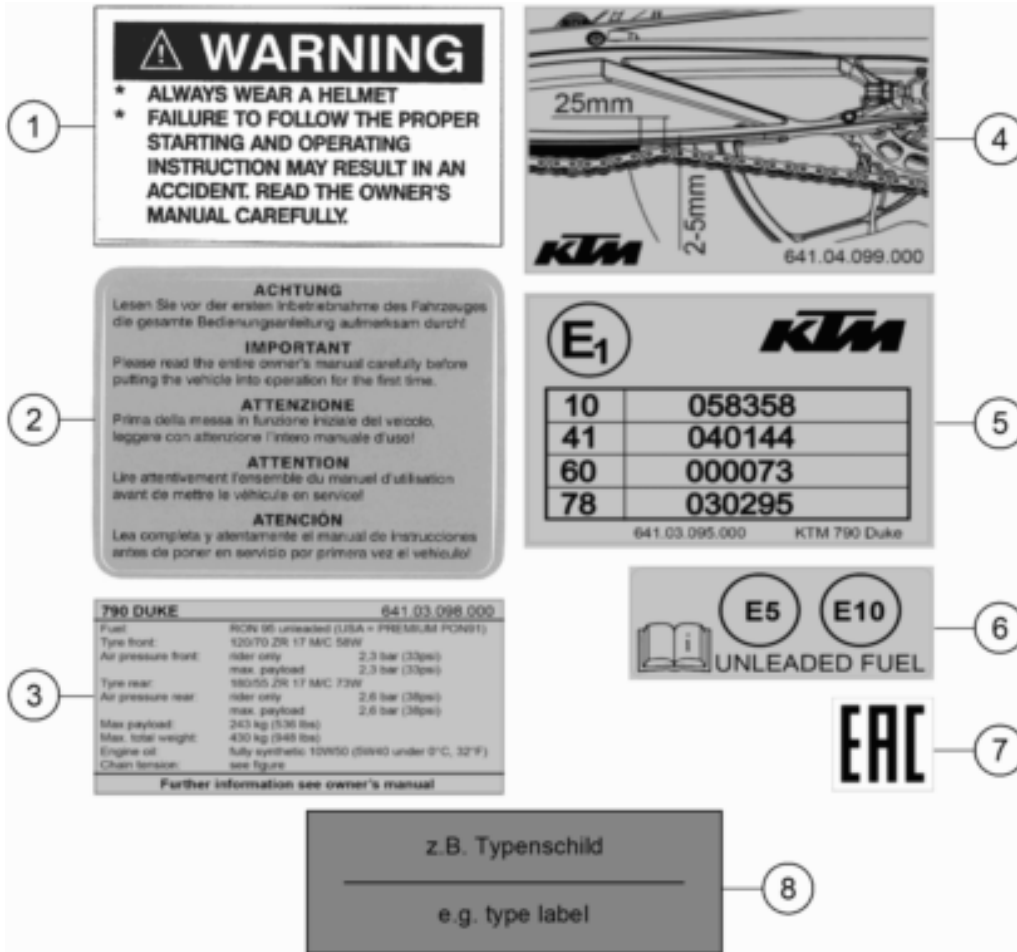 1
WARNING
* ALWAYS WEAR A HELMET
* FAILURE TO FOLLOW THE PROPER
STARTING AND OPERATING
INSTRUCTION MAY RESULT IN AN
ACCIDENT. READ THE OWNER'S
MANUAL CAREFULLY.
2
ACHTUNG
Lesen Sie vor der ersten Inbetriebnahme des Fahrzeuges
die gesamte Bedienungsanleitung aufmerksam durch!
IMPORTANT
Please read the entire owner's manual carefully before
putting the vehicle into operation for the first time.
ATTENZIONE
Prima della messa in funzione iniziale del veicolo,
leggere con attenzione l'intero manuale d'uso!
ATTENTION
Lire attentivement l'ensemble du manuel d'utilisation
avant de mettre le véhicule en service!
ATENCIÓN
Lea completa y atentamente el manual de instrucciones
antes de poner en servicio por primera vez el vehiculo!
3
790 DUKE 641.03.098.000
Fuel: RON 95 unleaded (USA = PREMIUM PON91)
Tyre front: 120/70 ZR 17 M/C 58W
Air pressure front: rider only 2,3 bar (33psi)
max. payload 2,3 bar (33psi)
Tyre rear: 180/55 ZR 17 M/C 73W
Air pressure rear: rider only 2,6 bar (38psi)
max. payload 2,6 bar (38psi)
Max payload: 243 kg (536 lbs)
Max. total weight: 430 kg (948 lbs)
Engine oil: fully synthetic 10W50 (5W40 under 0°C, 32°F)
Chain tension: see figure
Further information see owner's manual
25mm
2-5mm
KTM 641.04.099.000
4
E1 KTM
10 058358
41 040144
60 000073
78 030295
641.03.095.000 KTM 790 Duke
5
E5 E10
i UNLEADED FUEL
6
EAC
7
z.B. Typenschild
e.g. type label
8